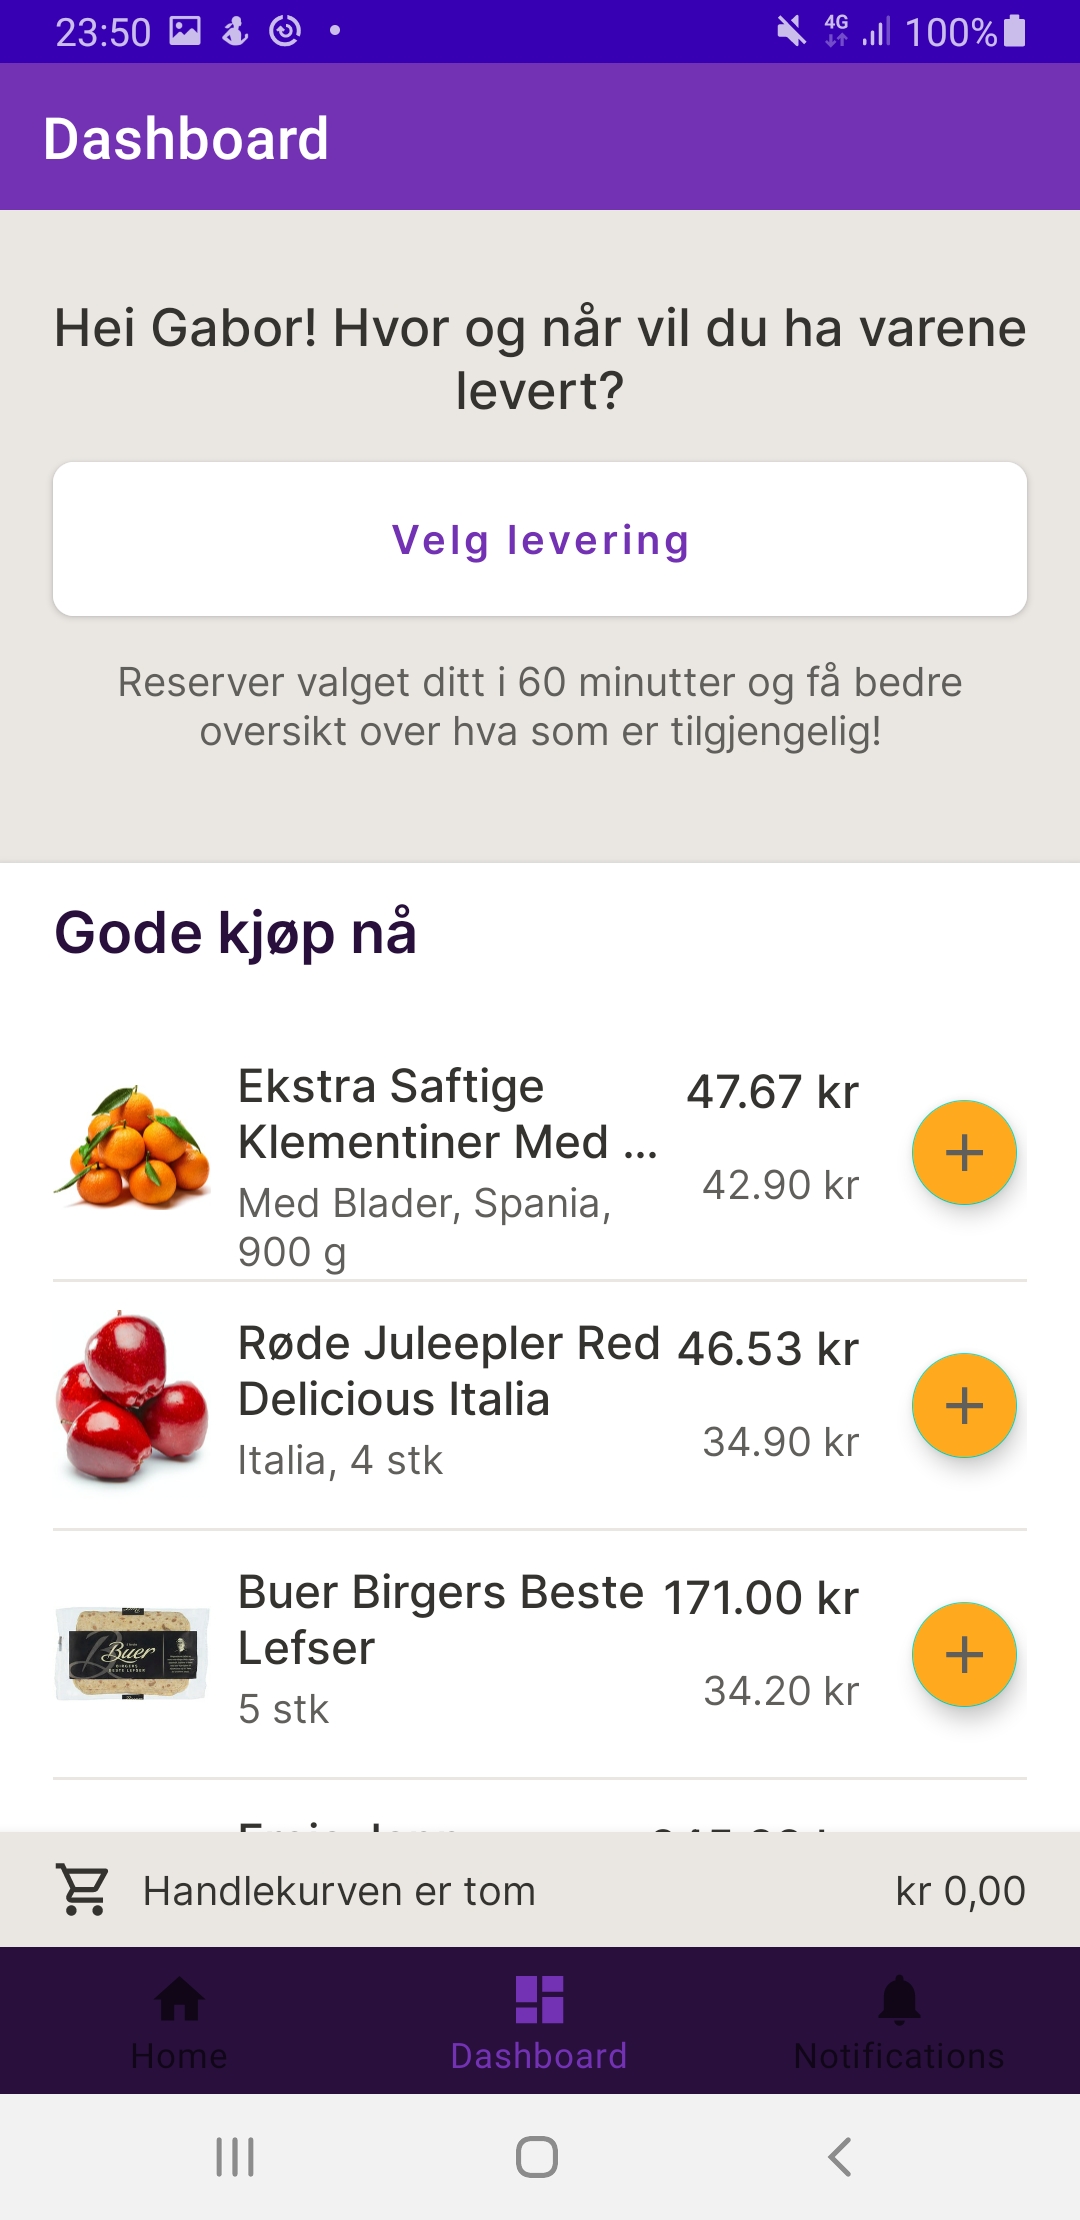 23:50
4G
100%
Dashboard
Hei Gabor! Hvor og når vil du ha varene
levert?
Velg levering
Reserver valget ditt i 60 minutter og få bedre
oversikt over hva som er tilgjengelig!
Gode kjøp nå
Ekstra Saftige
Klementiner Med ...
47.67 kr
Med Blader, Spania,
900 g
42.90 kr
Røde Juleepler Red
Delicious Italia
46.53 kr
Italia, 4 stk
34.90 kr
Buer
BIRGERS
BESTE LEFSER
Buer Birgers Beste
Lefser
171.00 kr
5 stk
34.20 kr
Handlekurven er tom
kr 0,00
Home
Dashboard
Notifications